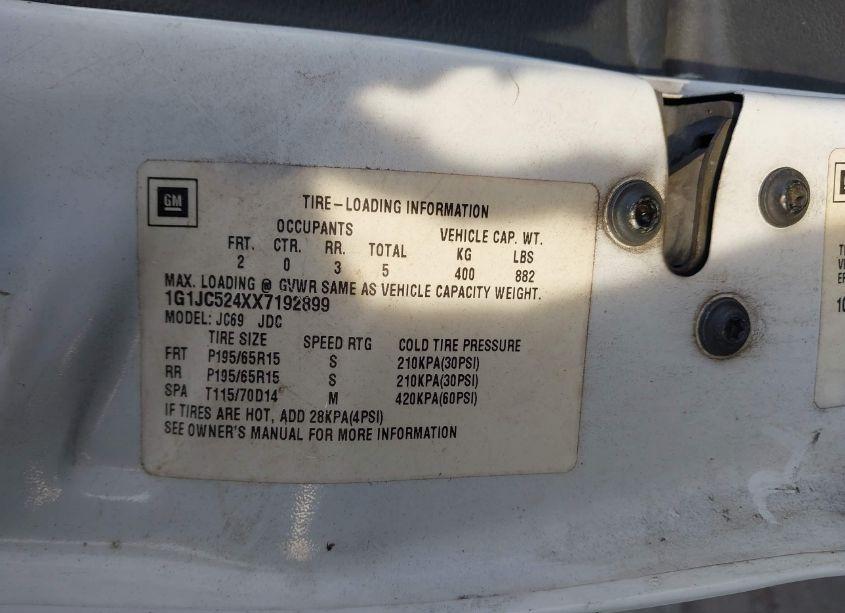 GM
TIRE-LOADING INFORMATION
OCCUPANTS VEHICLE CAP. WT.
FRT. CTR. RR. TOTAL KG LBS
2 0 3 5 400 882
MAX. LOADING @ GVWR SAME AS VEHICLE CAPACITY WEIGHT.
1G1JC524XX7192899
MODEL: JC69 JDC
TIRE SIZE SPEED RTG COLD TIRE PRESSURE
FRT P195/65R15 S 210KPA(30PSI)
RR P195/65R15 S 210KPA(30PSI)
SPA T115/70D14 M 420KPA(60PSI)
IF TIRES ARE HOT, ADD 28KPA(4PSI)
SEE OWNER'S MANUAL FOR MORE INFORMATION